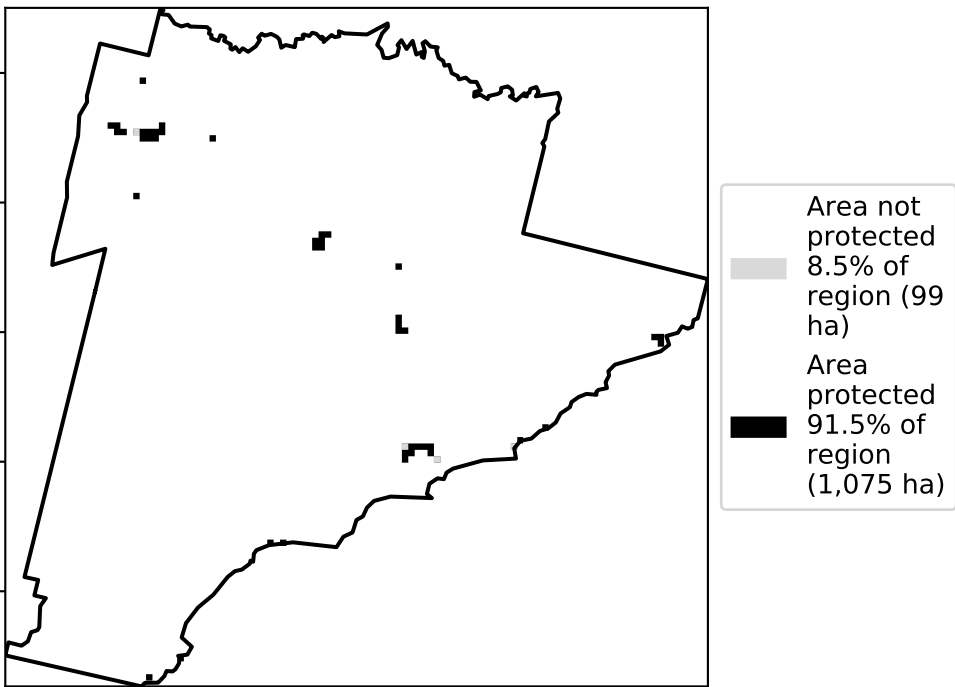 Area not
protected
8.5% of
region (99
ha)
Area
protected
91.5% of
region
(1,075 ha)